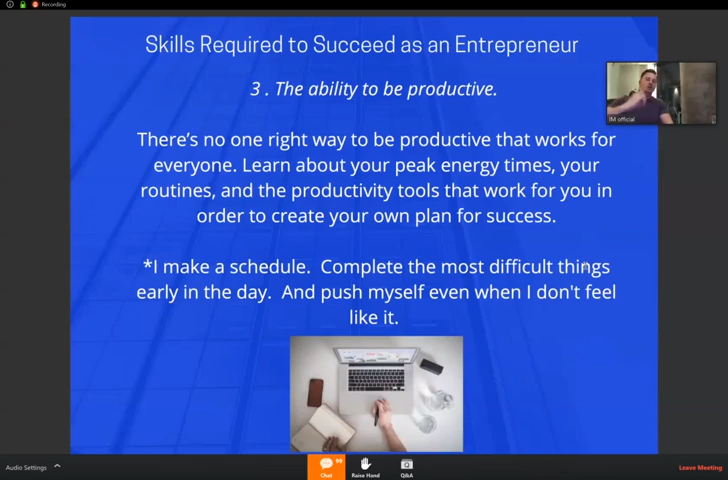 Recording
Skills Required to Succeed as an Entrepreneur
3 . The ability to be productive.
IM official
There's no one right way to be productive that works for
everyone. Learn about your peak energy times, your
routines, and the productivity tools that work for you in
order to create your own plan for success.
*I make a schedule.  Complete the most difficult things
early in the day.  And push myself even when I don't feel
like it.
Audio Settings
99
Chat
Raise Hand
Q&A
Leave Meeting